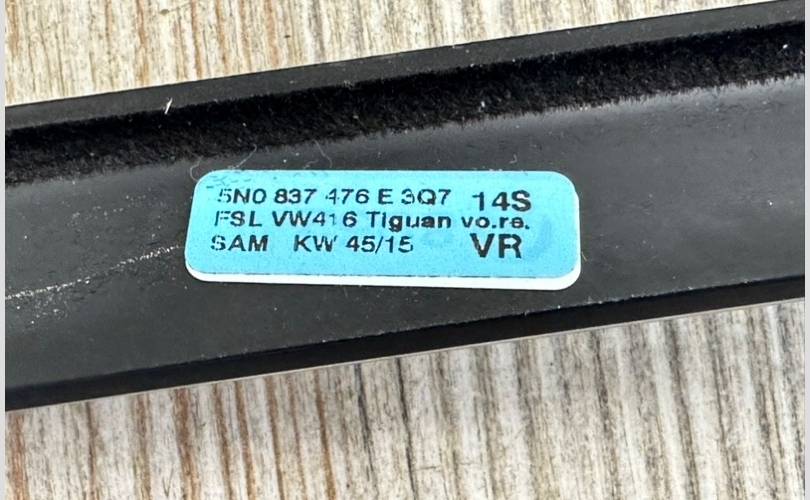 5N0 837 476 E 3Q7 14S
FSL VW416 Tiguan vo.re.
SAM KW 45/15 VR